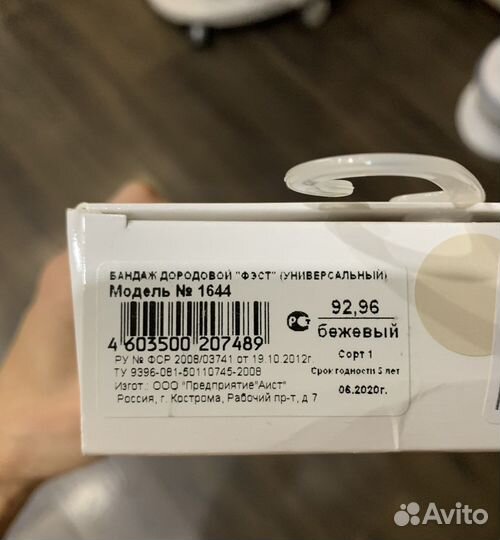 БАНДАЖ ДОРОДОВОЙ "ФЭСТ" (УНИВЕРСАЛЬНЫЙ)
Модель № 1644
4 603500 207489
РУ № ФСР 2008/03741 от 19.10.2012г.
ТУ 9396-081-50110745-2008
Изгот.: ООО "Предприятие"Аист"
Россия, г. Кострома, Рабочий пр-т, д 7
РСТ
92,96
бежевый
Сорт 1
Срок годности 5 лет
06.2020г.
Avito